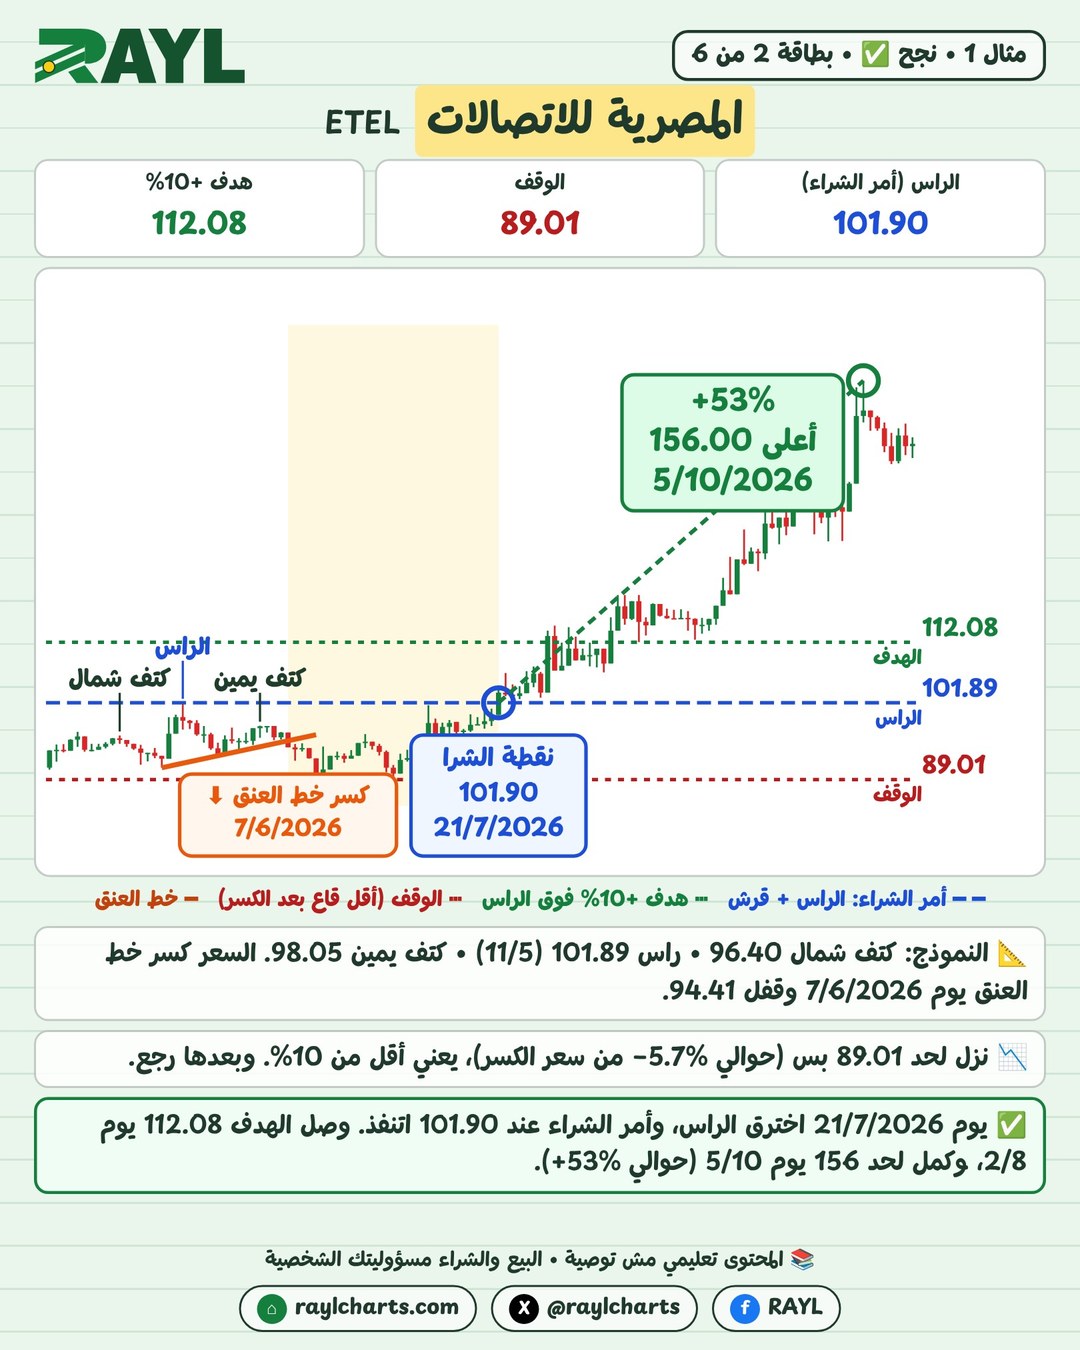 RAYL
مثال 1 • نجح ✅ • بطاقة 2 من 6
المصرية للاتصالات ETEL
الراس (أمر الشراء)
101.90
الوقف
89.01
هدف +10%
112.08
+53%
أعلى 156.00
5/10/2026
112.08
الهدف
101.89
الراس
89.01
الوقف
الراس
كتف شمال
كتف يمين
كسر خط العنق ⬇
7/6/2026
نقطة الشرا
101.90
21/7/2026
أمر الشراء: الراس + قرش
هدف +10% فوق الراس
الوقف (أقل قاع بعد الكسر)
خط العنق
📐 النموذج: كتف شمال 96.40 • راس 101.89 (11/5) • كتف يمين 98.05. السعر كسر خط
العنق يوم 7/6/2026 وقفل 94.41.
📉 نزل لحد 89.01 بس (حوالي 5.7%− من سعر الكسر)، يعني أقل من 10%. وبعدها رجع.
✅ يوم 21/7/2026 اخترق الراس، وأمر الشراء عند 101.90 اتنفذ. وصل الهدف 112.08 يوم
2/8، وكمل لحد 156 يوم 5/10 (حوالي 53%+).
📚 المحتوى تعليمي مش توصية • البيع والشراء مسؤوليتك الشخصية
raylcharts.com
X @raylcharts
f RAYL